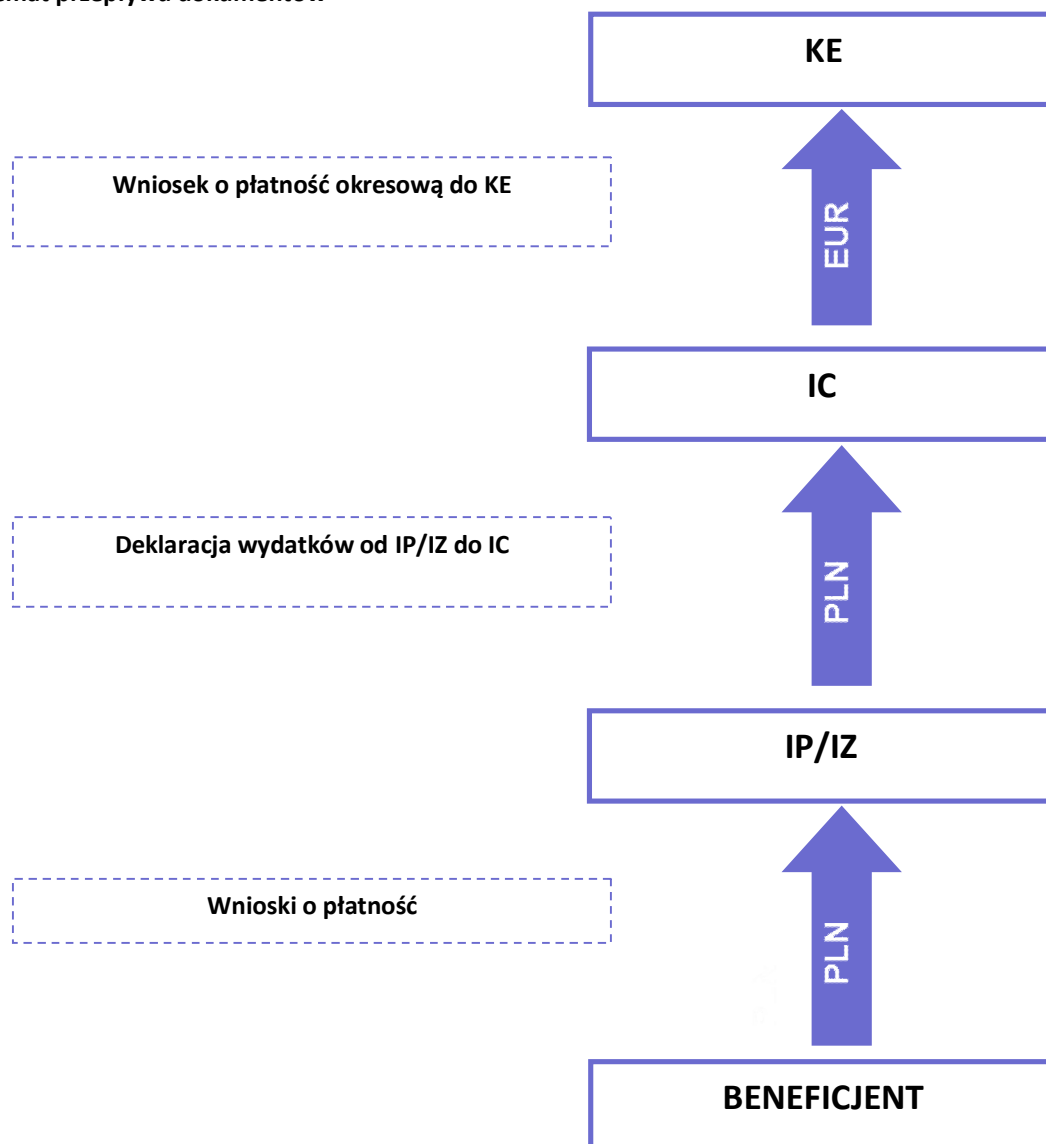 KE
Wniosek o płatność okresową do KE
EUR
IC
Deklaracja wydatków od IP/IZ do IC
PLN
IP/IZ
Wnioski o płatność
PLN
BENEFICJENT